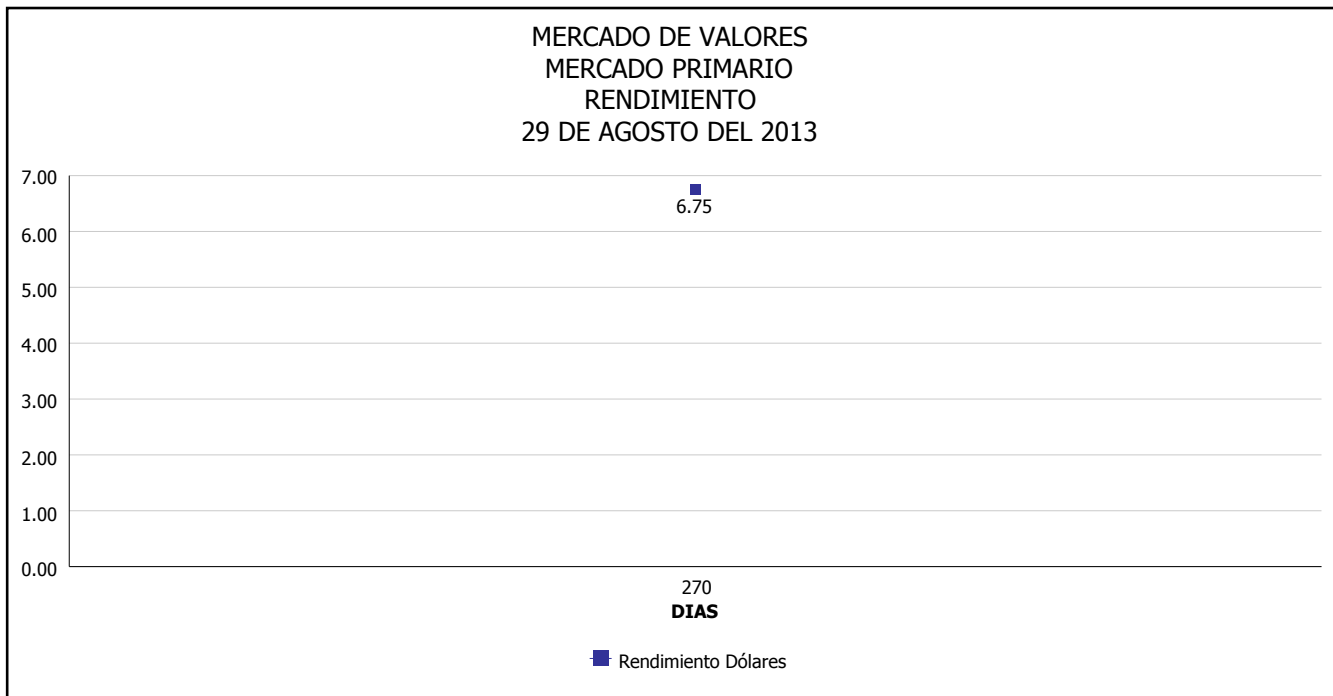 MERCADO DE VALORES
MERCADO PRIMARIO
RENDIMIENTO
29 DE AGOSTO DEL 2013
7.00
6.75
6.00
5.00
4.00
3.00
2.00
1.00
0.00
270
DIAS
Rendimiento Dólares